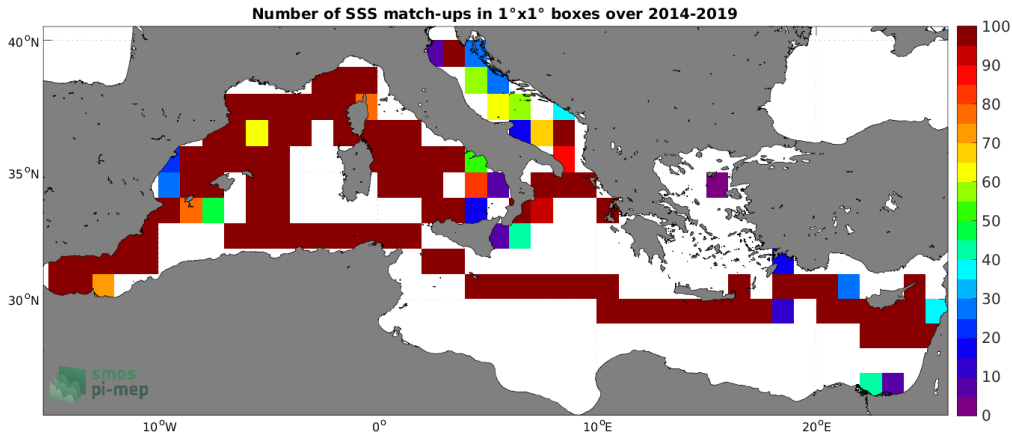 Number of SSS match-ups in 1°x1° boxes over 2014-2019
40°N
35°N
30°N
10°W
0°
10°E
20°E
100
90
80
70
60
50
40
30
20
10
0
smos
pi-mep